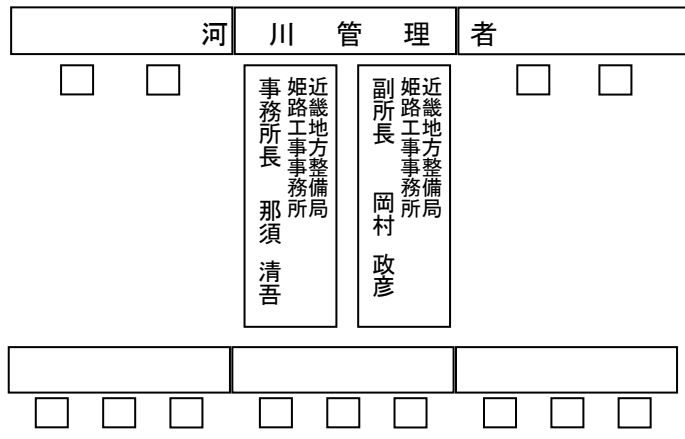 河川管理者
近畿地方整備局
姫路工事事務所
副所長 岡村 政彦
近畿地方整備局
姫路工事事務所
事務所長 那須 清吾